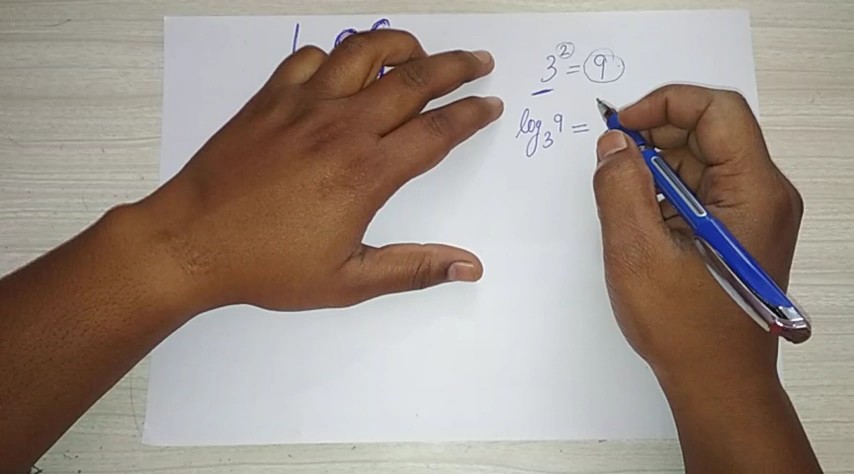 3² = 9
log₃9 =